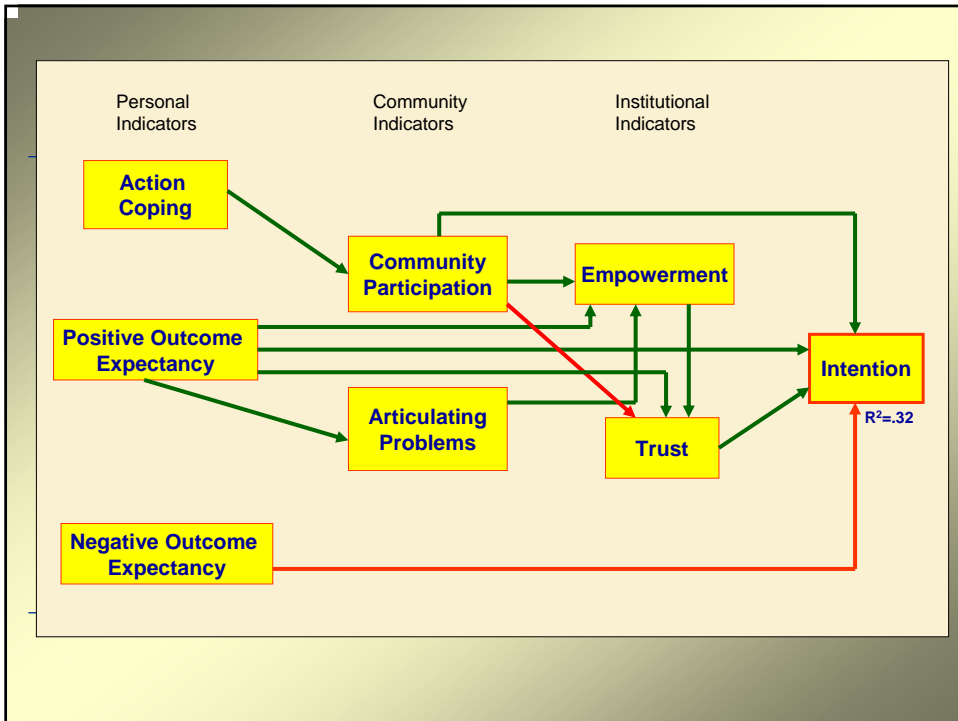 Personal
Indicators
Community
Indicators
Institutional
Indicators
Action
Coping
Community
Participation
Empowerment
Positive Outcome
Expectancy
Intention
R²=.32
Articulating
Problems
Trust
Negative Outcome
Expectancy